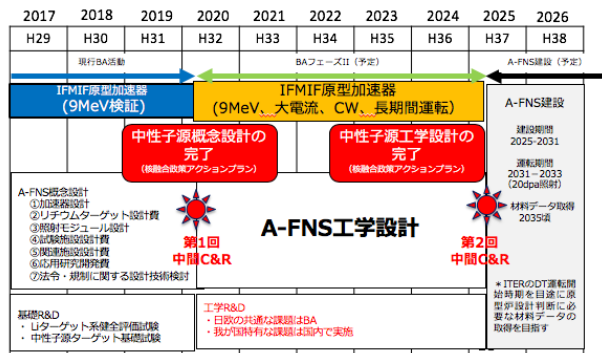 2017 2018 2019 2020 2021 2022 2023 2024 2025 2026
H29 H30 H31 H32 H33 H34 H35 H36 H37 H38
現行BA活動 BAフェーズII（予定） A-FNS建設（予定）
IFMIF原型加速器
(9MeV検証)
IFMIF原型加速器
（9MeV、大電流、CW、長期間運転）
中性子源概念設計の
完了
(核融合政策アクションプラン)
中性子源工学設計の
完了
(核融合政策アクションプラン)
A-FNS建設
建設期間
2025-2031
運転期間
2031－2033
(20dpa照射)
材料データ取得
2035頃
＊ITERのDT運転開
始時期を目途に原
型炉設計判断に必
要な材料データの
取得を目指す
A-FNS概念設計
①加速器設計
②リチウムターゲット設計費
③照射モジュール設計
④試験施設設計費
⑤関連施設設計費
⑥応用研究開発費
⑦法令・規制に関する設計技術検討
第1回
中間C&R
A-FNS工学設計
第2回
中間C&R
基礎R&D
・ Liターゲット系健全評価試験
・ 中性子源ターゲット基礎試験
工学R&D
・ 日欧の共通な課題はBA
・ 我が国特有な課題は国内で実施